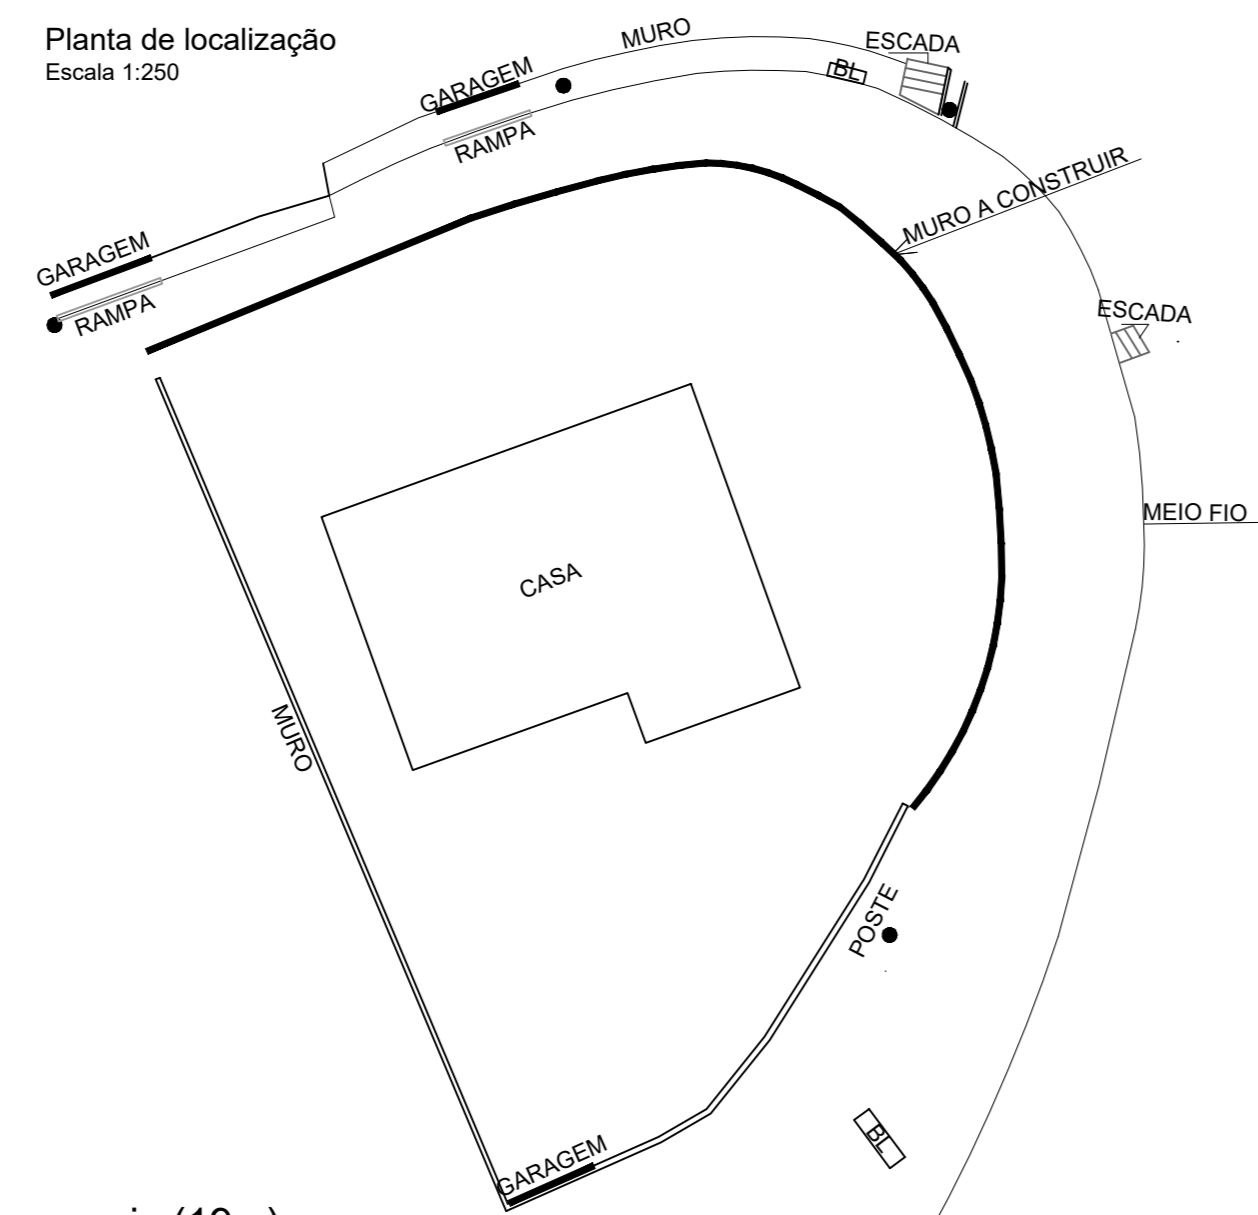 Planta de localização
Escala 1:250
MURO
ESCADA
GARAGEM
BL
RAMPA
MURO A CONSTRUIR
GARAGEM
RAMPA
ESCADA
MEIO FIO
CASA
MURO
POSTE
BL
GARAGEM